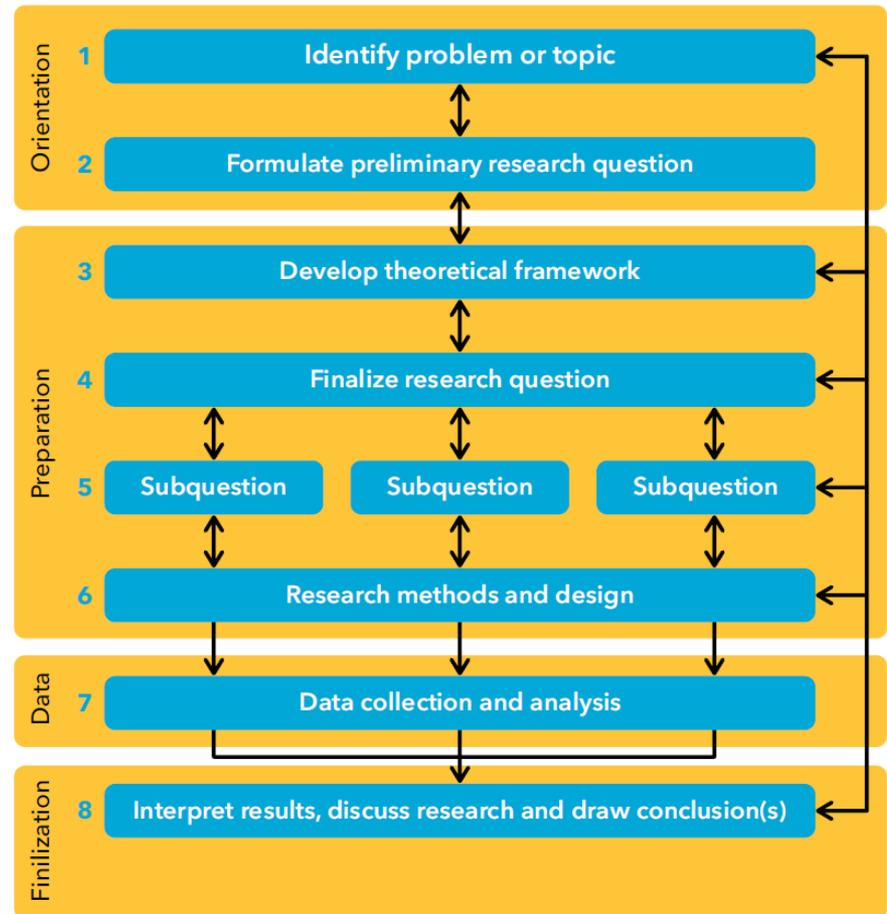 Orientation
1 Identify problem or topic
2 Formulate preliminary research question
Preparation
3 Develop theoretical framework
4 Finalize research question
5 Subquestion Subquestion Subquestion
6 Research methods and design
Data
7 Data collection and analysis
Finilization
8 Interpret results, discuss research and draw conclusion(s)